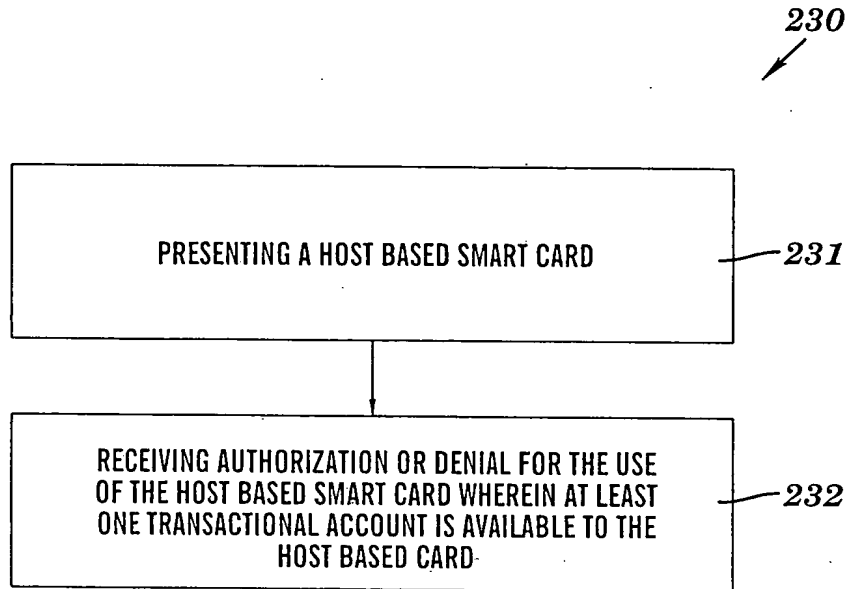 230
PRESENTING A HOST BASED SMART CARD
231
RECEIVING AUTHORIZATION OR DENIAL FOR THE USE
OF THE HOST BASED SMART CARD WHEREIN AT LEAST
ONE TRANSACTIONAL ACCOUNT IS AVAILABLE TO THE
HOST BASED CARD
232